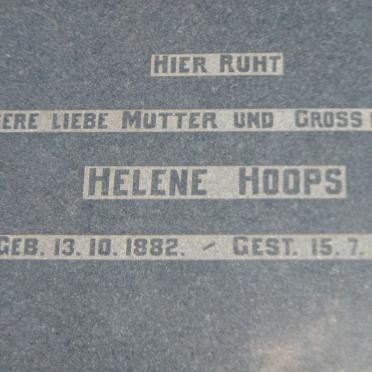 HIER RUHT
ERE LIEBE MUTTER UND GROSS
HELENE HOOPS
GEB. 13. 10. 1882. – GEST. 15. 7.